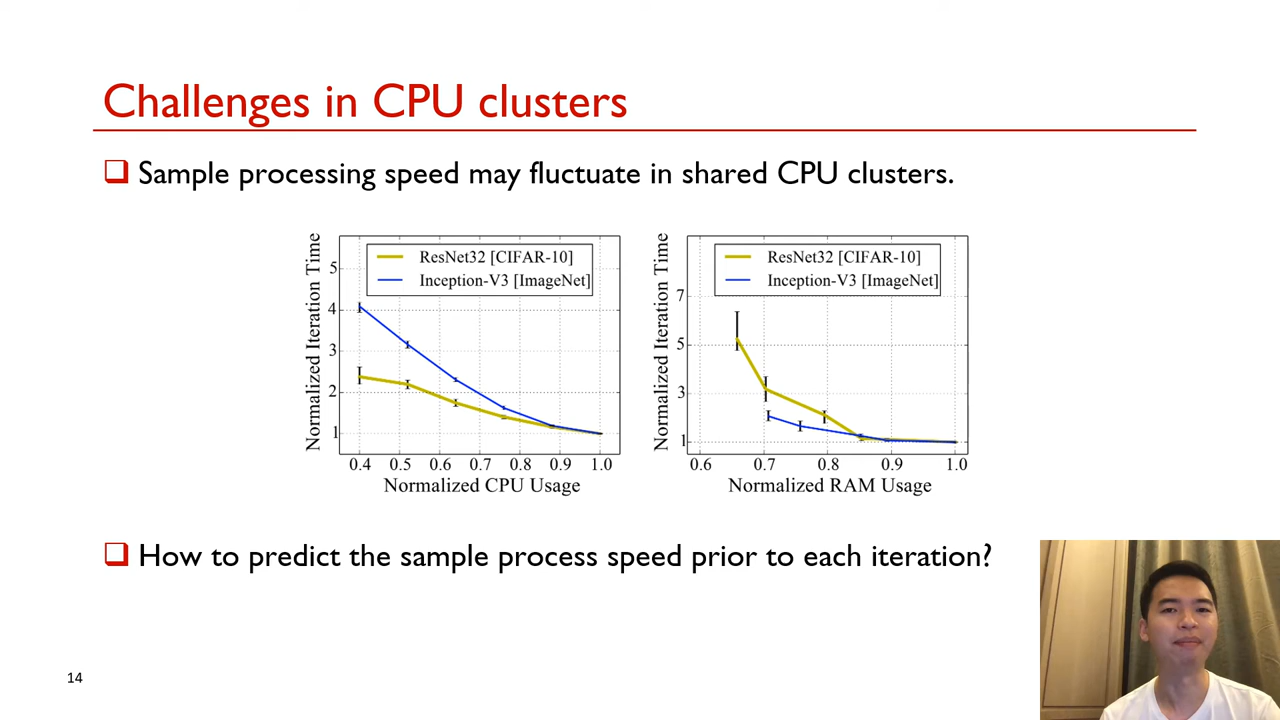 Challenges in CPU clusters
Sample processing speed may fluctuate in shared CPU clusters.
Normalized Iteration Time
5
4
3
2
1
ResNet32 [CIFAR-10]
Inception-V3 [ImageNet]
0.4 0.5 0.6 0.7 0.8 0.9 1.0
Normalized CPU Usage
Normalized Iteration Time
7
5
3
1
ResNet32 [CIFAR-10]
Inception-V3 [ImageNet]
0.6 0.7 0.8 0.9 1.0
Normalized RAM Usage
How to predict the sample process speed prior to each iteration?
14